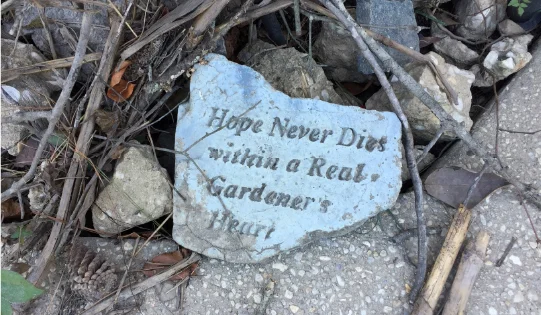 Hope Never Dies
within a Real
Gardener's
Heart